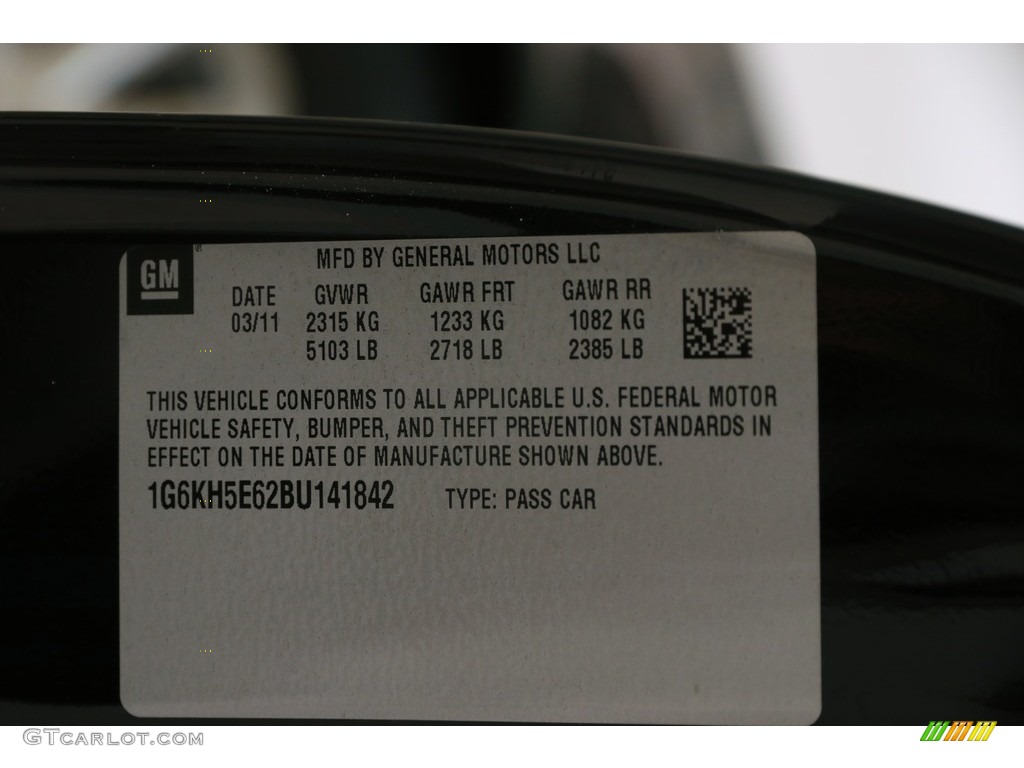 MFD BY GENERAL MOTORS LLC
GM
DATE GVWR GAWR FRT GAWR RR
03/11 2315 KG 1233 KG 1082 KG
5103 LB 2718 LB 2385 LB
THIS VEHICLE CONFORMS TO ALL APPLICABLE U.S. FEDERAL MOTOR
VEHICLE SAFETY, BUMPER, AND THEFT PREVENTION STANDARDS IN
EFFECT ON THE DATE OF MANUFACTURE SHOWN ABOVE.
1G6KH5E62BU141842 TYPE: PASS CAR
GTcarlot.com